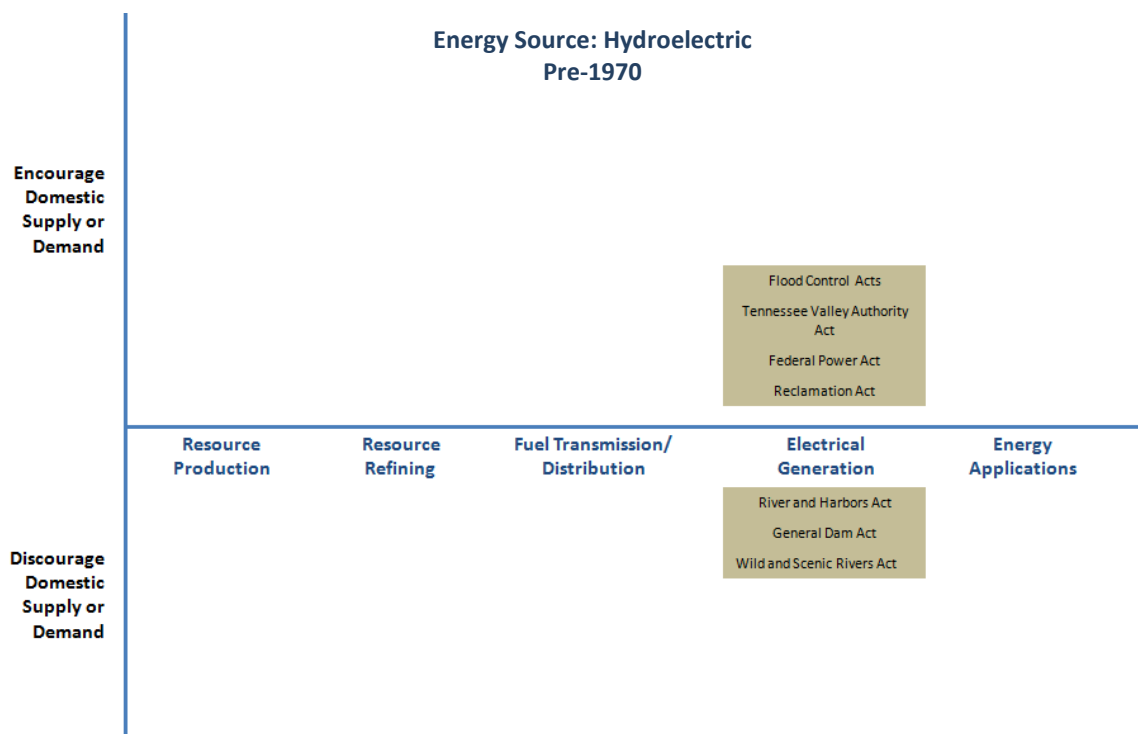 Energy Source: Hydroelectric
Pre-1970
Encourage
Domestic
Supply or
Demand
Flood Control Acts
Tennessee Valley Authority
Act
Federal Power Act
Reclamation Act
Resource
Production
Resource
Refining
Fuel Transmission/
Distribution
Electrical
Generation
Energy
Applications
River and Harbors Act
General Dam Act
Wild and Scenic Rivers Act
Discourage
Domestic
Supply or
Demand